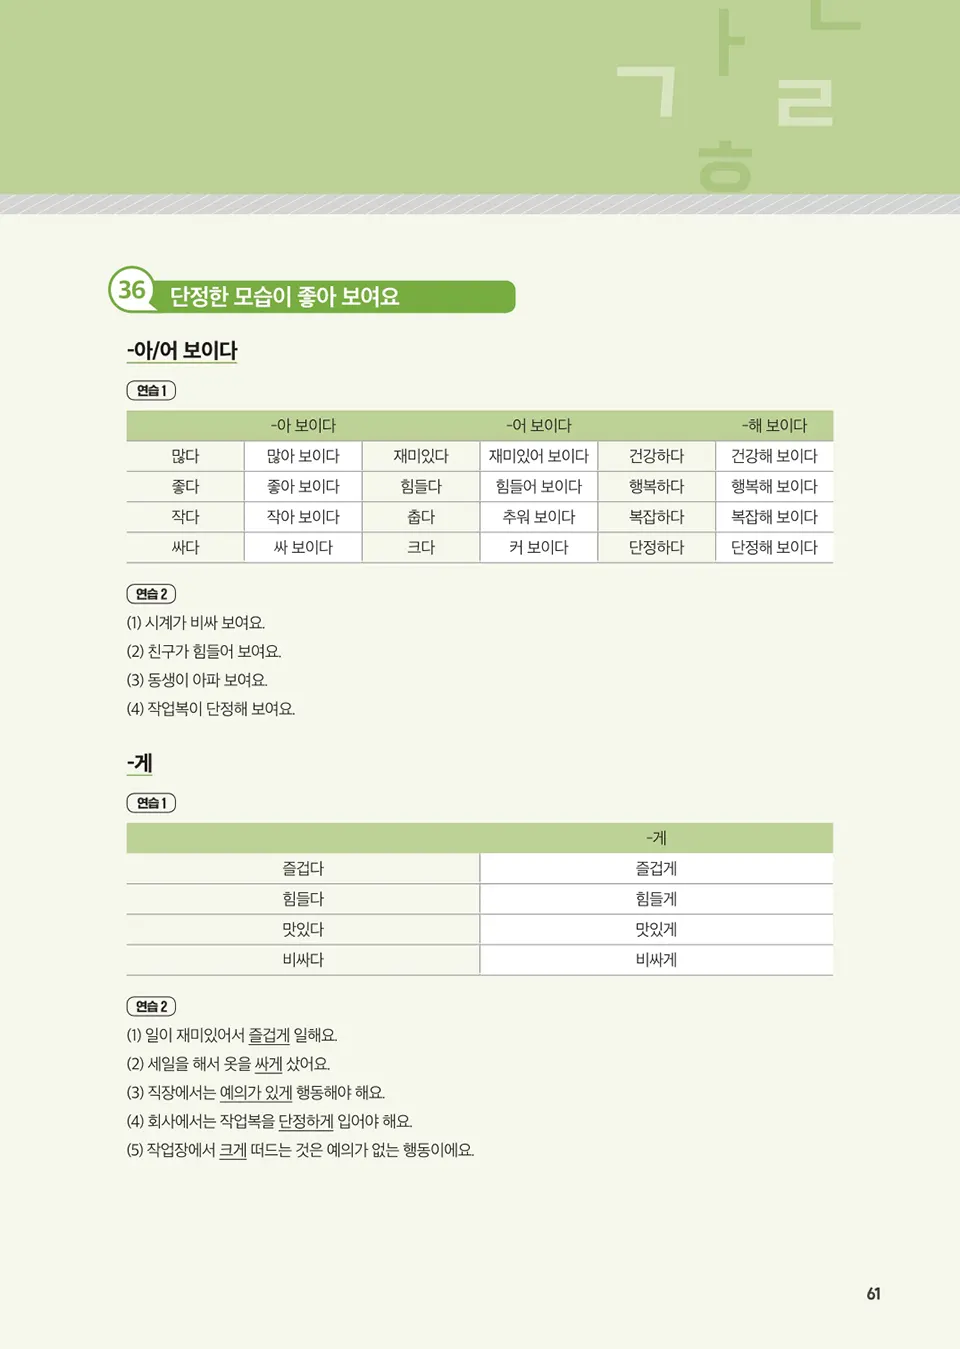 ㄱ ㅏ ㄴ ㄹ ㅎ
36 단정한 모습이 좋아 보여요
-아/어 보이다
연습 1
-아 보이다 -어 보이다 -해 보이다
많다 많아 보이다 재미있다 재미있어 보이다 건강하다 건강해 보이다
좋다 좋아 보이다 힘들다 힘들어 보이다 행복하다 행복해 보이다
작다 작아 보이다 춥다 추워 보이다 복잡하다 복잡해 보이다
싸다 싸 보이다 크다 커 보이다 단정하다 단정해 보이다
연습 2
(1) 시계가 비싸 보여요.
(2) 친구가 힘들어 보여요.
(3) 동생이 아파 보여요.
(4) 작업복이 단정해 보여요.
-게
연습 1
-게
즐겁다 즐겁게
힘들다 힘들게
맛있다 맛있게
비싸다 비싸게
연습 2
(1) 일이 재미있어서 즐겁게 일해요.
(2) 세일을 해서 옷을 싸게 샀어요.
(3) 직장에서는 예의가 있게 행동해야 해요.
(4) 회사에서는 작업복을 단정하게 입어야 해요.
(5) 작업장에서 크게 떠드는 것은 예의가 없는 행동이에요.
61